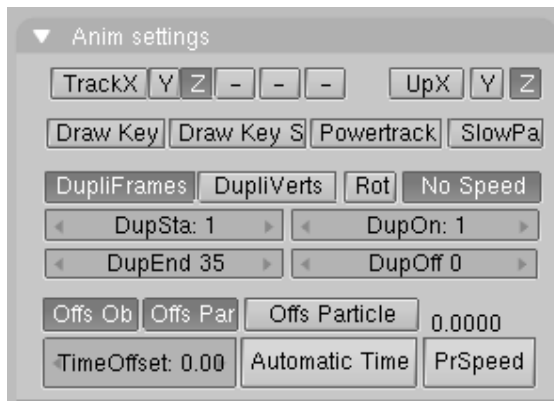 Anim settings
TrackX Y Z - - - UpX Y Z
Draw Key Draw Key S Powertrack SlowPa
DupliFrames DupliVerts Rot No Speed
DupSta: 1 DupOn: 1
DupEnd 35 DupOff 0
Offs Ob Offs Par Offs Particle 0.0000
TimeOffset: 0.00 Automatic Time PrSpeed